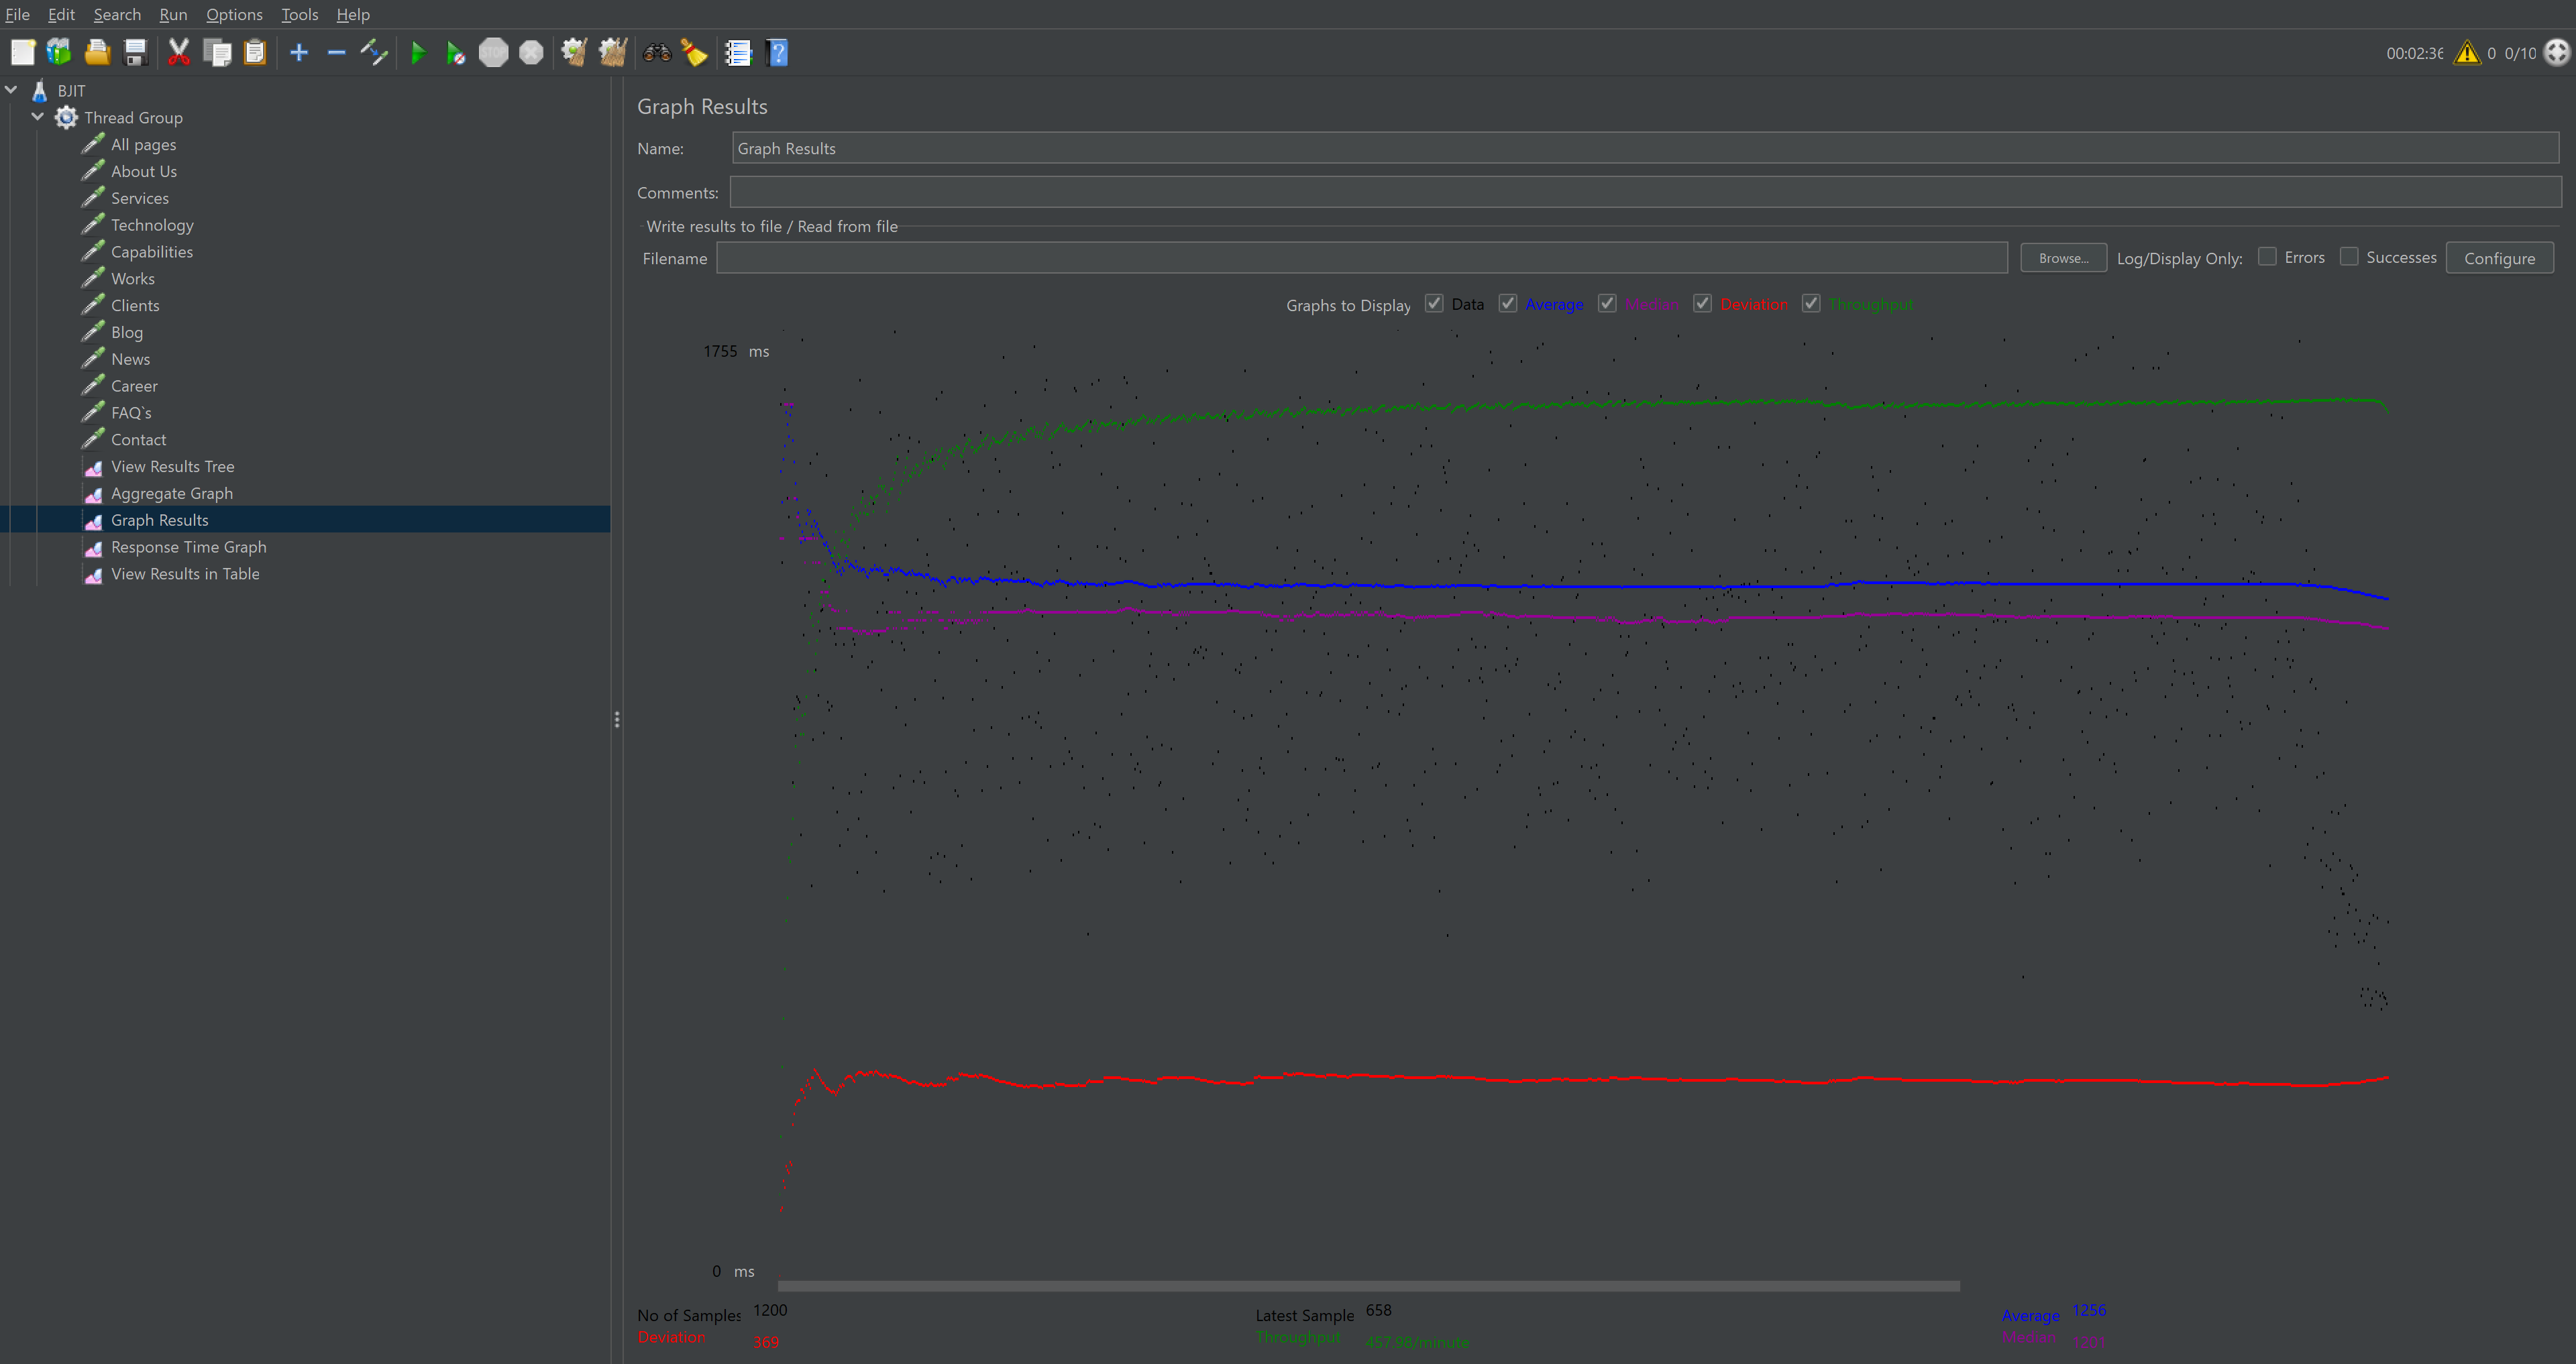 File Edit Search Run Options Tools Help
STOP
00:02:36 0 0/10
BJIT
Thread Group
All pages
About Us
Services
Technology
Capabilities
Works
Clients
Blog
News
Career
FAQ`s
Contact
View Results Tree
Aggregate Graph
Graph Results
Response Time Graph
View Results in Table
Graph Results
Name: Graph Results
Comments:
Write results to file / Read from file
Filename Browse... Log/Display Only: Errors Successes Configure
Graphs to Display Data Average Median Deviation Throughput
1755 ms
0 ms
No of Samples 1200 Latest Sample 658 Average 1256
Deviation 369 Throughput 457.98/minute Median